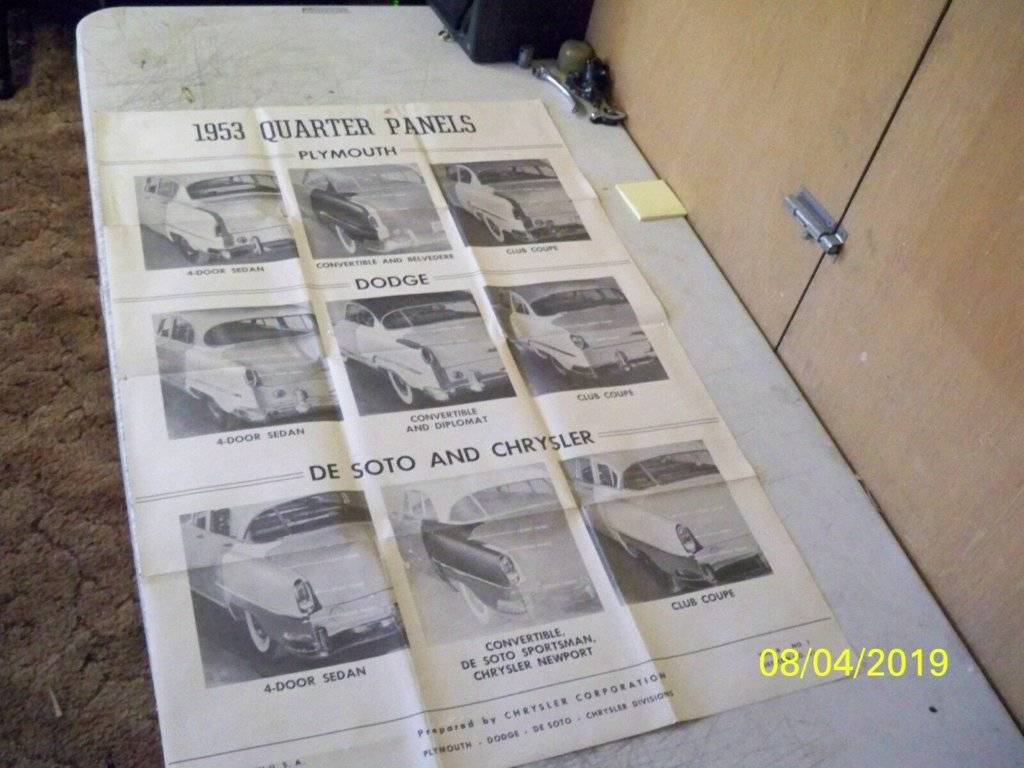 1953 QUARTER PANELS
PLYMOUTH
4-DOOR SEDAN
CONVERTIBLE AND BELVEDERE
CLUB COUPE
DODGE
4-DOOR SEDAN
CONVERTIBLE
AND DIPLOMAT
CLUB COUPE
DE SOTO AND CHRYSLER
4-DOOR SEDAN
CONVERTIBLE,
DE SOTO SPORTSMAN,
CHRYSLER NEWPORT
CLUB COUPE
Prepared by CHRYSLER CORPORATION
PLYMOUTH - DODGE - DE SOTO - CHRYSLER DIVISIONS
U. S. A.
08/04/2019